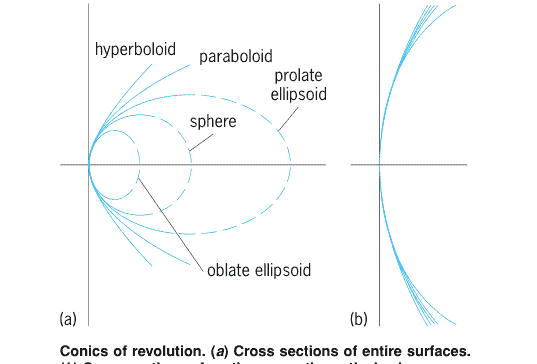 hyperboloid
paraboloid
prolate
ellipsoid
sphere
oblate ellipsoid
(a)
(b)
Conics of revolution. (a) Cross sections of entire surfaces.